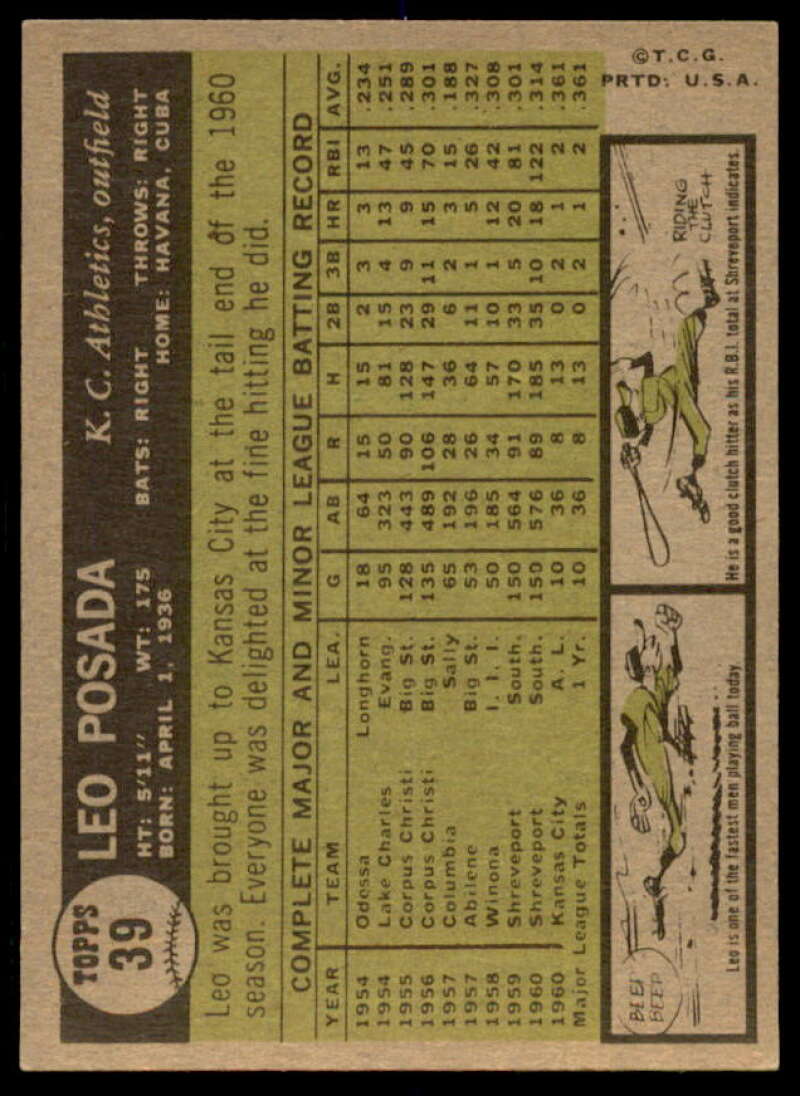 TOPPS
39
LEO POSADA
K. C. Athletics, outfield
HT: 5'11" WT: 175 BATS: RIGHT THROWS: RIGHT
BORN: APRIL 1, 1936 HOME: HAVANA, CUBA
Leo was brought up to Kansas City at the tail end of the 1960
season. Everyone was delighted at the fine hitting he did.
COMPLETE MAJOR AND MINOR LEAGUE BATTING RECORD
YEAR TEAM LEA. G AB R H 2B 3B HR RBI AVG.
1954 Odessa Longhorn 18 64 15 15 2 3 3 13 .234
1954 Lake Charles Evang. 95 323 50 81 15 4 13 47 .251
1955 Corpus Christi Big St. 128 443 90 128 23 9 9 45 .289
1956 Corpus Christi Big St. 135 489 106 147 29 11 15 70 .301
1957 Columbia Sally 65 192 28 36 6 2 3 15 .188
1957 Abilene Big St. 53 196 26 64 11 1 5 26 .327
1958 Winona I. I. I. 50 185 34 57 10 1 12 42 .308
1959 Shreveport South. 150 564 91 170 33 5 20 81 .301
1960 Shreveport South. 150 576 89 185 35 10 18 122 .314
1960 Kansas City A. L. 10 36 8 13 0 2 1 2 .361
Major League Totals 1 Yr. 10 36 8 13 0 2 1 2 .361
BEEP
BEEP
Leo is one of the fastest men playing ball today.
RIDING
THE
CLUTCH
He is a good clutch hitter as his R.B.I. total at Shreveport indicates.
©T.C.G.
PRTD: U.S.A.